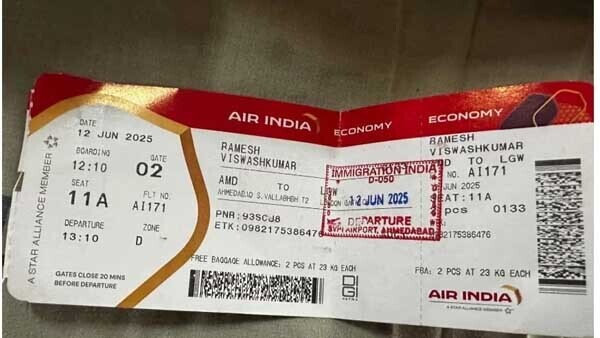 A STAR ALLIANCE MEMBER
DATE
12 JUN 2025
BOARDING
12:10
GATE
02
SEAT
11A
FLT NO.
AI171
DEPARTURE
13:10
ZONE
D
GATES CLOSE 20 MINS
BEFORE DEPARTURE
AIR INDIA
ECONOMY
RAMESH
VISWASHKUMAR
AMD TO LGW
AHMEDABAD S.VALLABHBH T2 LONDON
PNR: 93SCJ8
ETK: 0982175386476
FREE BAGGAGE ALLOWANCE: 2 PCS AT 23 KG EACH
IMMIGRATION INDIA
D-050
12 JUN 2025
DEPARTURE
SVPI AIRPORT, AHMEDABAD
ECONOMY
RAMESH
VISWASHKUMAR
TO LGW
NO. AI171
JUN 2025
SEAT: 11A
pcs 0133
82175386476
FBA: 2 PCS AT 23 KG EACH
AIR INDIA
A STAR ALLIANCE MEMBER